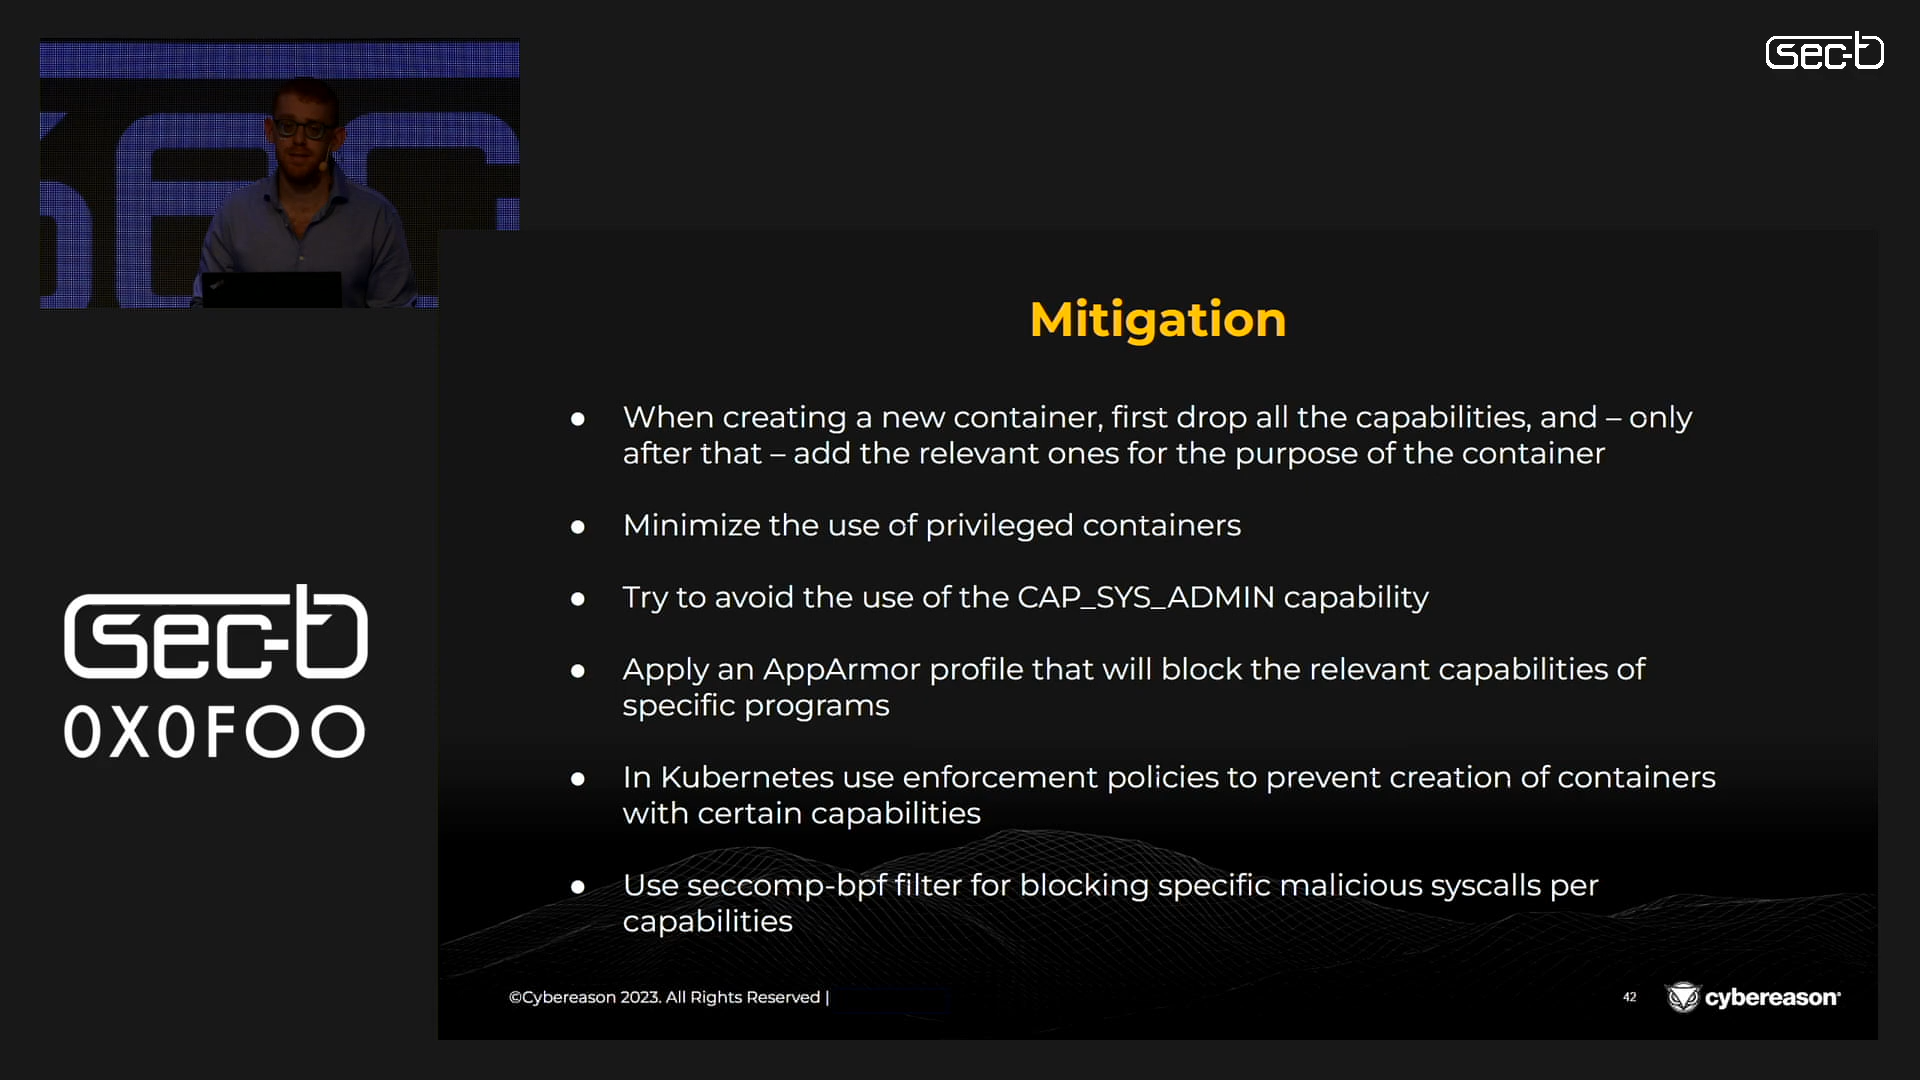 sec-t
Mitigation
● When creating a new container, first drop all the capabilities, and – only
after that – add the relevant ones for the purpose of the container
● Minimize the use of privileged containers
● Try to avoid the use of the CAP_SYS_ADMIN capability
● Apply an AppArmor profile that will block the relevant capabilities of
specific programs
● In Kubernetes use enforcement policies to prevent creation of containers
with certain capabilities
● Use seccomp-bpf filter for blocking specific malicious syscalls per
capabilities
©Cybereason 2023. All Rights Reserved |
42
cybereason
sec-t
0X0F00